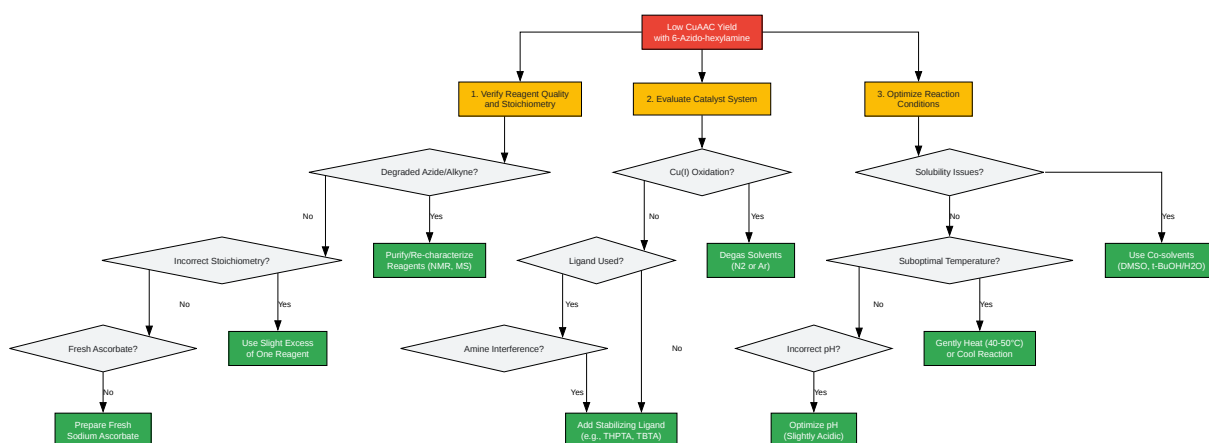 Low CuAAC Yield
with 6-Azido-hexylamine
1. Verify Reagent Quality
and Stoichiometry
2. Evaluate Catalyst System
3. Optimize Reaction
Conditions
Degraded Azide/Alkyne?
Cu(I) Oxidation?
Solubility Issues?
No
Yes
No
Yes
No
Yes
Incorrect Stoichiometry?
Purify/Re-characterize
Reagents (NMR, MS)
Ligand Used?
Degas Solvents
(N2 or Ar)
Suboptimal Temperature?
Use Co-solvents
(DMSO, t-BuOH/H2O)
No
Yes
Yes
No
Yes
Fresh Ascorbate?
Use Slight Excess
of One Reagent
Amine Interference?
No
Incorrect pH?
Gently Heat (40-50°C)
or Cool Reaction
No
Yes
Yes
Prepare Fresh
Sodium Ascorbate
Add Stabilizing Ligand
(e.g., THPTA, TBTA)
Optimize pH
(Slightly Acidic)